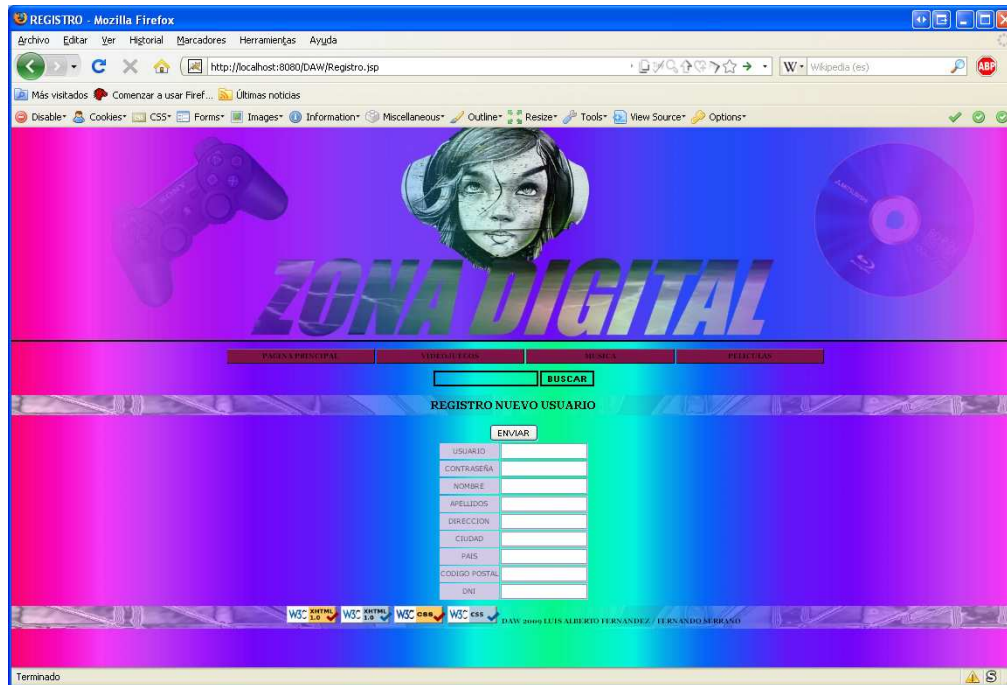 REGISTRO - Mozilla Firefox
Archivo Editar Ver Historial Marcadores Herramientas Ayuda
http://localhost:8080/DAW/Registro.jsp
W Wikipedia (es)
ABP
Más visitados Comenzar a usar Firef... Últimas noticias
Disable Cookies CSS Forms Images Information Miscellaneous Outline Resize Tools View Source Options
SONY
ZONA DIGITAL
PAGINA PRINCIPAL VIDEOJUEGOS MUSICA PELICULAS
BUSCAR
REGISTRO NUEVO USUARIO
ENVIAR
USUARIO
CONTRASEÑA
NOMBRE
APELLIDOS
DIRECCION
CIUDAD
PAIS
CODIGO POSTAL
DNI
W3C XHTML 1.0 W3C XHTML 1.0 W3C css W3C css DAW 2009 LUIS ALBERTO FERNANDEZ / FERNANDO SERRANO
Terminado
S